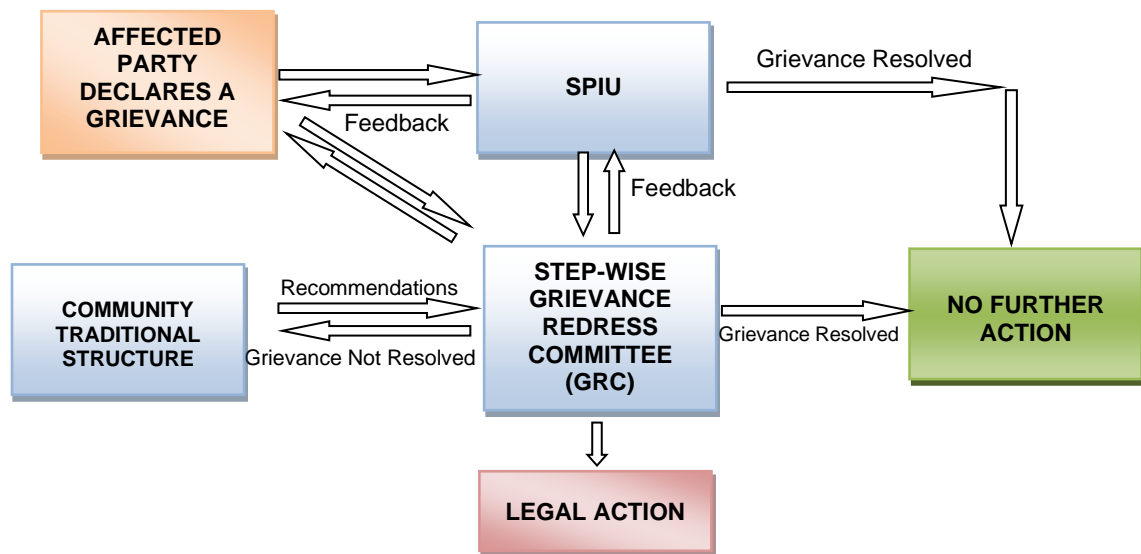 AFFECTED
PARTY
DECLARES A
GRIEVANCE
SPIU
Grievance Resolved
Feedback
Feedback
COMMUNITY
TRADITIONAL
STRUCTURE
Recommendations
Grievance Not Resolved
STEP-WISE
GRIEVANCE
REDRESS
COMMITTEE
(GRC)
Grievance Resolved
NO FURTHER
ACTION
LEGAL ACTION